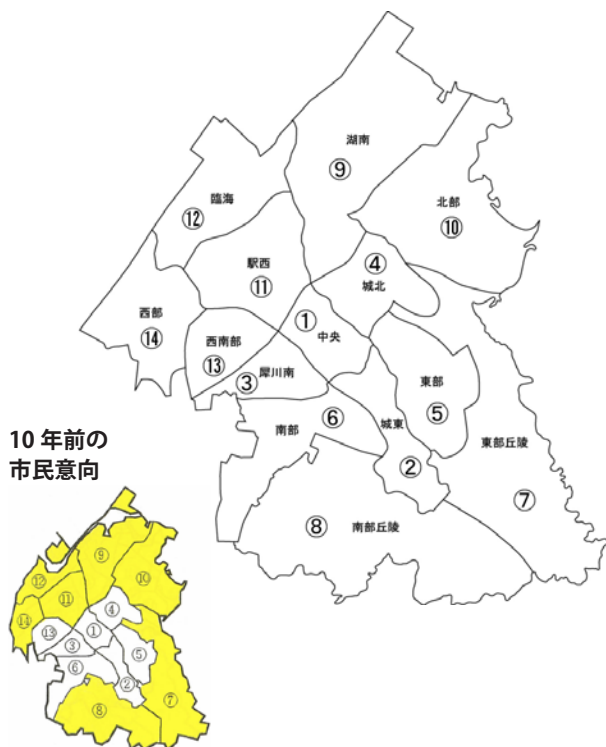 湖南
⑨
北部
⑩
臨海
⑫
駅西
⑪
④
城北
西部
⑭
①
中央
西南部
⑬
犀川南
③
東部
⑤
南部
⑥
城東
②
東部丘陵
⑦
⑧
南部丘陵
10 年前の
市民意向
⑨
⑩
⑫
⑪
⑭
④
⑬
①
③
⑤
⑥
②
⑦
⑧